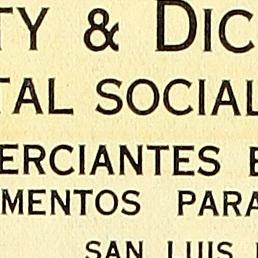 TY & DIC
TAL SOCIAL
ERCIANTES E
MENTOS PARA
SAN LUIS